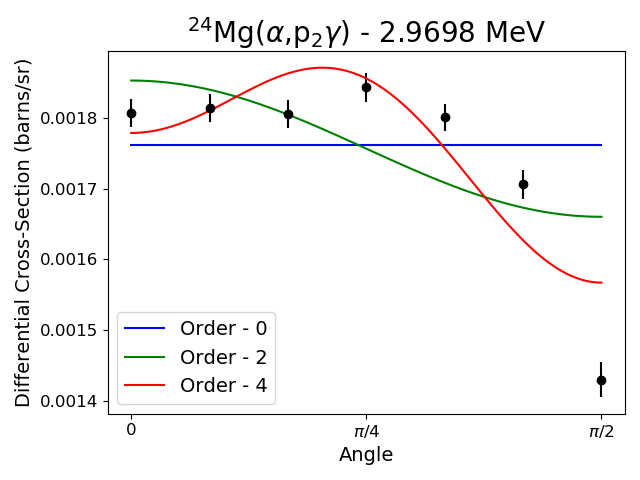 ²⁴Mg(α,p₂γ) - 2.9698 MeV
Differential Cross-Section (barns/sr)
0.0018
0.0017
0.0016
0.0015
0.0014
Order - 0
Order - 2
Order - 4
0
π/4
π/2
Angle